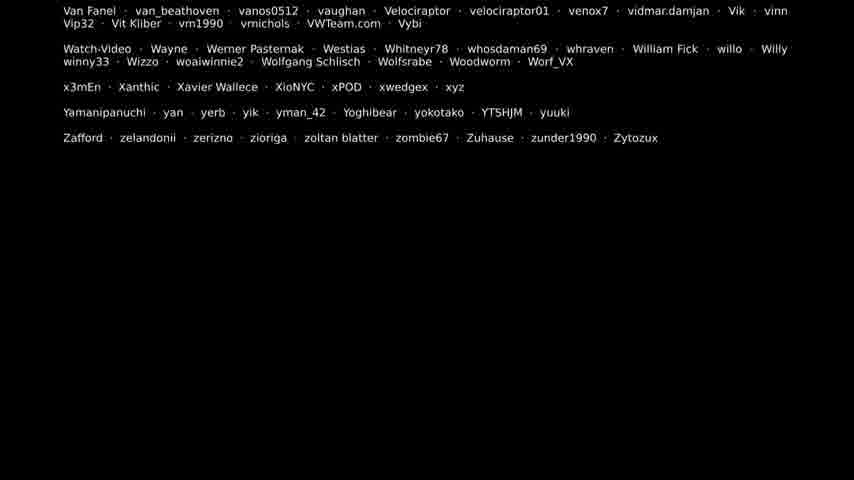 Van Fanel · van_beathoven · vanos0512 · vaughan · Velociraptor · velociraptor01 · venox7 · vidmar.damjan · Vik · vinn
Vip32 · Vit Kliber · vm1990 · vrnichols · VWTeam.com · Vybi
Watch-Video · Wayne · Werner Pasternak · Westias · Whitneyr78 · whosdaman69 · whraven · William Fick · willo · Willy
winny33 · Wizzo · woaiwinnie2 · Wolfgang Schlisch · Wolfsrabe · Woodworm · Worf_VX
x3mEn · Xanthic · Xavier Wallece · XioNYC · xPOD · xwedgex · xyz
Yamanipanuchi · yan · yerb · yik · yman_42 · Yoghibear · yokotako · YTSHJM · yuuki
Zafford · zelandonii · zerizno · zioriga · zoltan blatter · zombie67 · Zuhause · zunder1990 · Zytozux